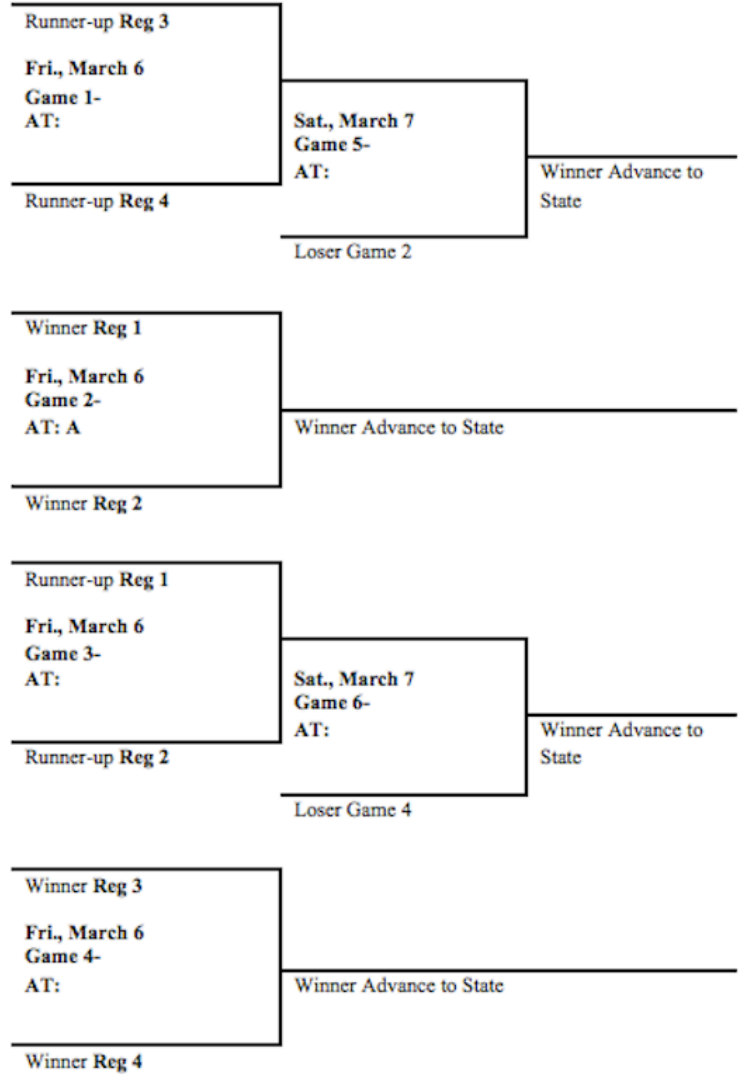 Runner-up Reg 3
Fri., March 6
Game 1-
AT:
Runner-up Reg 4
Sat., March 7
Game 5-
AT:
Loser Game 2
Winner Advance to
State
Winner Reg 1
Fri., March 6
Game 2-
AT: A
Winner Reg 2
Winner Advance to State
Runner-up Reg 1
Fri., March 6
Game 3-
AT:
Runner-up Reg 2
Sat., March 7
Game 6-
AT:
Loser Game 4
Winner Advance to
State
Winner Reg 3
Fri., March 6
Game 4-
AT:
Winner Reg 4
Winner Advance to State